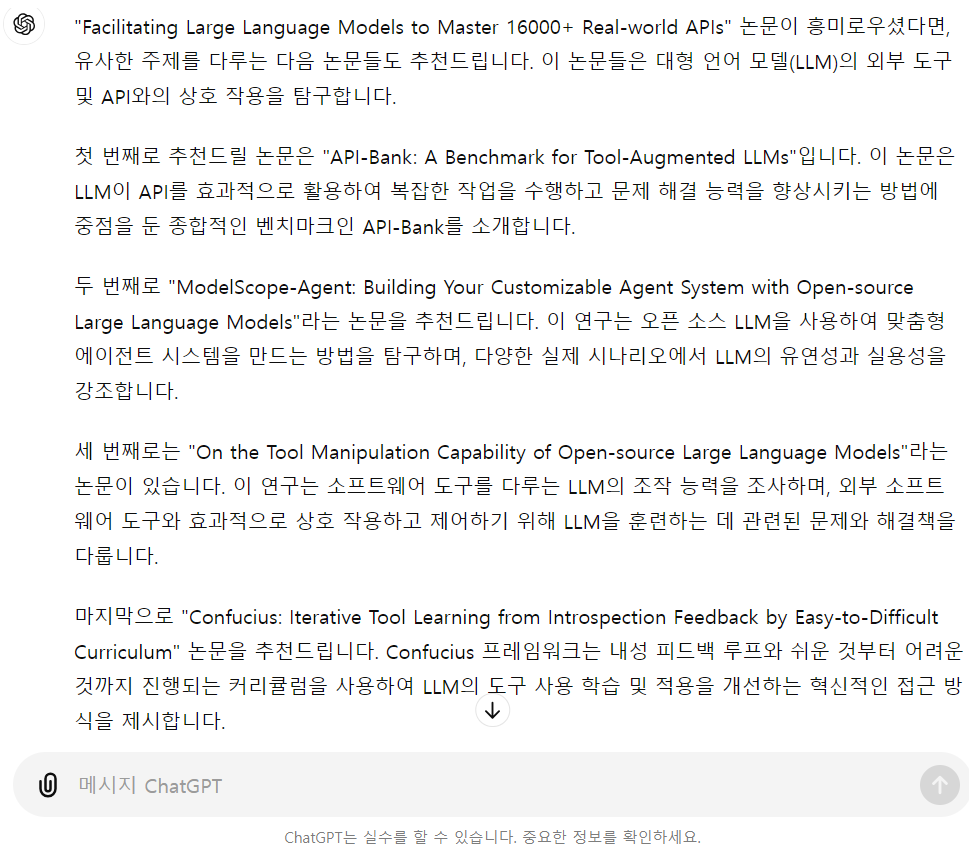 "Facilitating Large Language Models to Master 16000+ Real-world APIs" 논문이 흥미로우셨다면,
유사한 주제를 다루는 다음 논문들도 추천드립니다. 이 논문들은 대형 언어 모델(LLM)의 외부 도구
및 API와의 상호 작용을 탐구합니다.
첫 번째로 추천드릴 논문은 "API-Bank: A Benchmark for Tool-Augmented LLMs"입니다. 이 논문은
LLM이 API를 효과적으로 활용하여 복잡한 작업을 수행하고 문제 해결 능력을 향상시키는 방법에
중점을 둔 종합적인 벤치마크인 API-Bank를 소개합니다.
두 번째로 "ModelScope-Agent: Building Your Customizable Agent System with Open-source
Large Language Models"라는 논문을 추천드립니다. 이 연구는 오픈 소스 LLM을 사용하여 맞춤형
에이전트 시스템을 만드는 방법을 탐구하며, 다양한 실제 시나리오에서 LLM의 유연성과 실용성을
강조합니다.
세 번째로는 "On the Tool Manipulation Capability of Open-source Large Language Models"라는
논문이 있습니다. 이 연구는 소프트웨어 도구를 다루는 LLM의 조작 능력을 조사하며, 외부 소프트
웨어 도구와 효과적으로 상호 작용하고 제어하기 위해 LLM을 훈련하는 데 관련된 문제와 해결책을
다룹니다.
마지막으로 "Confucius: Iterative Tool Learning from Introspection Feedback by Easy-to-Difficult
Curriculum" 논문을 추천드립니다. Confucius 프레임워크는 내성 피드백 루프와 쉬운 것부터 어려운
것까지 진행되는 커리큘럼을 사용하여 LLM의 도구 사용 학습 및 적용을 개선하는 혁신적인 접근 방
식을 제시합니다.
메시지 ChatGPT
ChatGPT는 실수를 할 수 있습니다. 중요한 정보를 확인하세요.